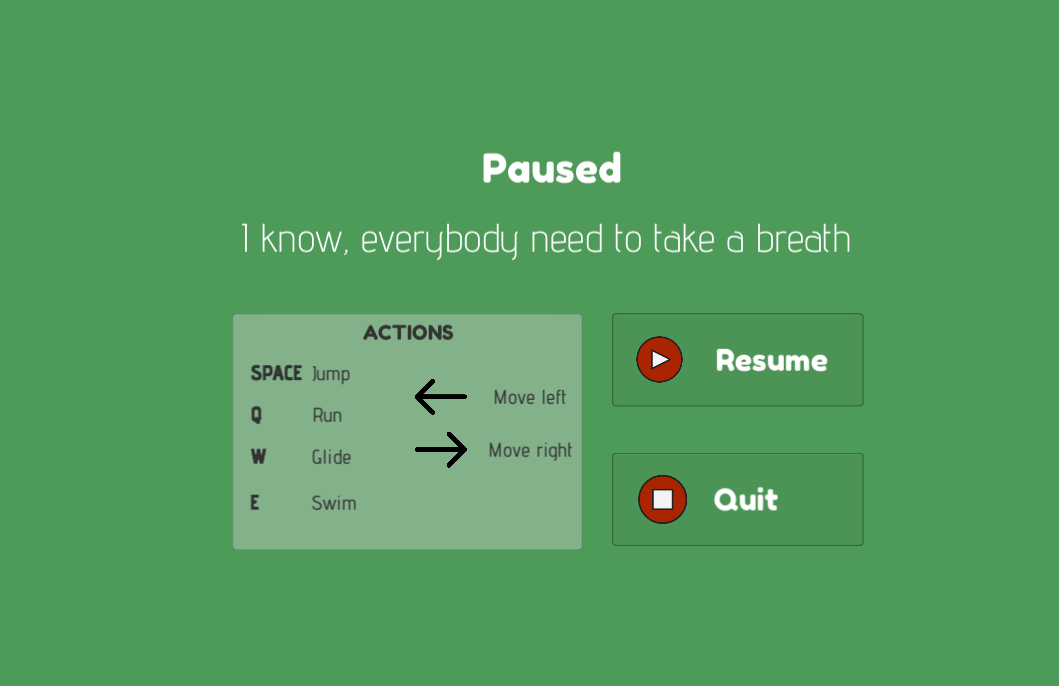 Paused
I know, everybody need to take a breath
ACTIONS
SPACE Jump
Q Run
W Glide
E Swim
Move left
Move right
Resume
Quit